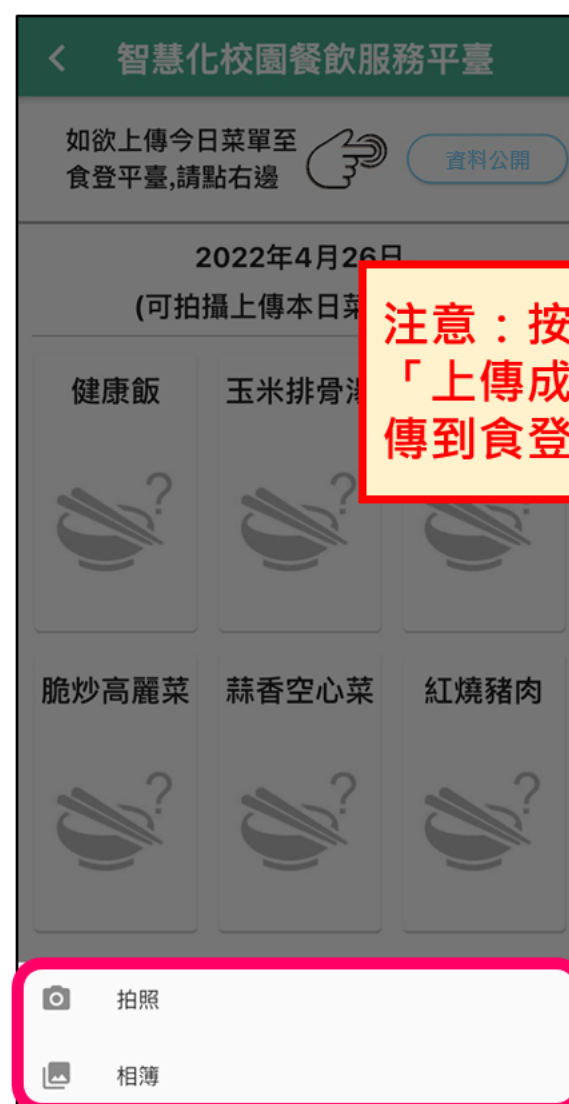 智慧化校園餐飲服務平臺
如欲上傳今日菜單至
食登平臺,請點右邊
資料公開
2022年4月26日
(可拍攝上傳本日菜
注意：按
「上傳成
傳到食登
健康飯
玉米排骨湯
脆炒高麗菜
蒜香空心菜
紅燒豬肉
拍照
相簿